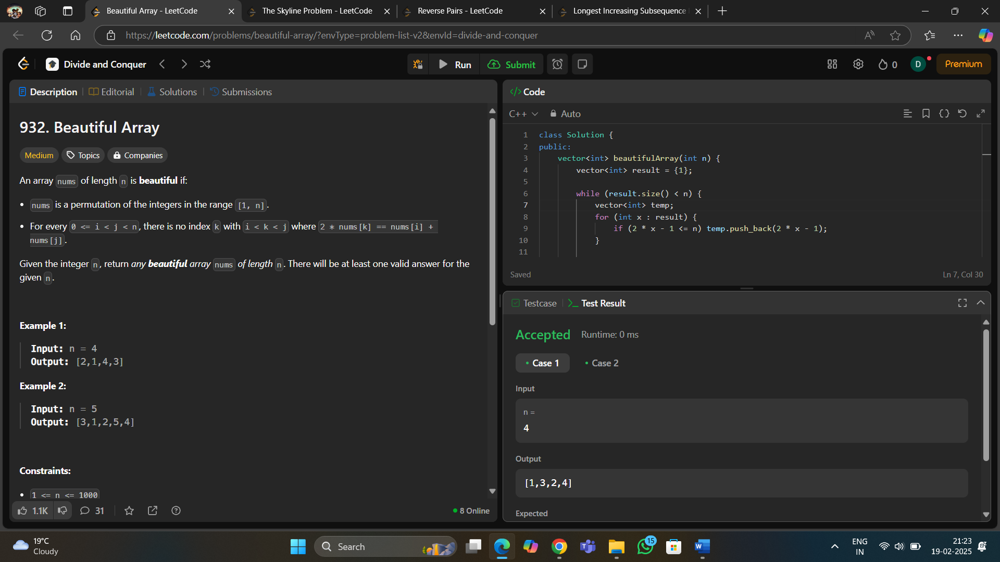 Beautiful Array - LeetCode
The Skyline Problem - LeetCode
Reverse Pairs - LeetCode
Longest Increasing Subsequence
https://leetcode.com/problems/beautiful-array/?envType=problem-list-v2&envId=divide-and-conquer
Divide and Conquer
Run
Submit
0
D
Premium
Description
Editorial
Solutions
Submissions
932. Beautiful Array
Medium
Topics
Companies
An array nums of length n is beautiful if:
• nums is a permutation of the integers in the range [1, n].
• For every 0 <= i < j < n, there is no index k with i < k < j where 2 * nums[k] == nums[i] +
nums[j].
Given the integer n, return any beautiful array nums of length n. There will be at least one valid answer for the
given n.
Example 1:
Input: n = 4
Output: [2,1,4,3]
Example 2:
Input: n = 5
Output: [3,1,2,5,4]
Constraints:
• 1 <= n <= 1000
1.1K
31
8 Online
</> Code
C++
Auto
1 class Solution {
2 public:
3 vector<int> beautifulArray(int n) {
4 vector<int> result = {1};
5
6 while (result.size() < n) {
7 vector<int> temp;
8 for (int x : result) {
9 if (2 * x - 1 <= n) temp.push_back(2 * x - 1);
10 }
11
Saved
Ln 7, Col 30
Testcase
>_ Test Result
Accepted
Runtime: 0 ms
• Case 1
• Case 2
Input
n =
4
Output
[1,3,2,4]
Expected
19°C
Cloudy
Search
15
ENG
IN
21:23
19-02-2025